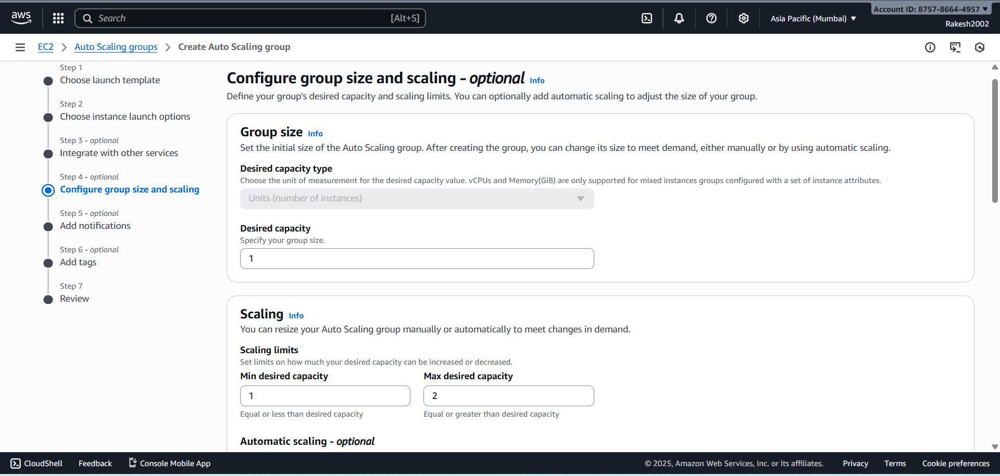 aws
Search [Alt+S]
Asia Pacific (Mumbai)
Account ID: 8757-8664-4957
Rakesh2002
EC2
Auto Scaling groups
Create Auto Scaling group
Step 1
Choose launch template
Step 2
Choose instance launch options
Step 3 - optional
Integrate with other services
Step 4 - optional
Configure group size and scaling
Step 5 - optional
Add notifications
Step 6 - optional
Add tags
Step 7
Review
Configure group size and scaling - optional Info
Define your group's desired capacity and scaling limits. You can optionally add automatic scaling to adjust the size of your group.
Group size Info
Set the initial size of the Auto Scaling group. After creating the group, you can change its size to meet demand, either manually or by using automatic scaling.
Desired capacity type
Choose the unit of measurement for the desired capacity value. vCPUs and Memory(GiB) are only supported for mixed instances groups configured with a set of instance attributes.
Units (number of instances)
Desired capacity
Specify your group size.
1
Scaling Info
You can resize your Auto Scaling group manually or automatically to meet changes in demand.
Scaling limits
Set limits on how much your desired capacity can be increased or decreased.
Min desired capacity
1
Equal or less than desired capacity
Max desired capacity
2
Equal or greater than desired capacity
Automatic scaling - optional
CloudShell
Feedback
Console Mobile App
© 2025, Amazon Web Services, Inc. or its affiliates.
Privacy
Terms
Cookie preferences